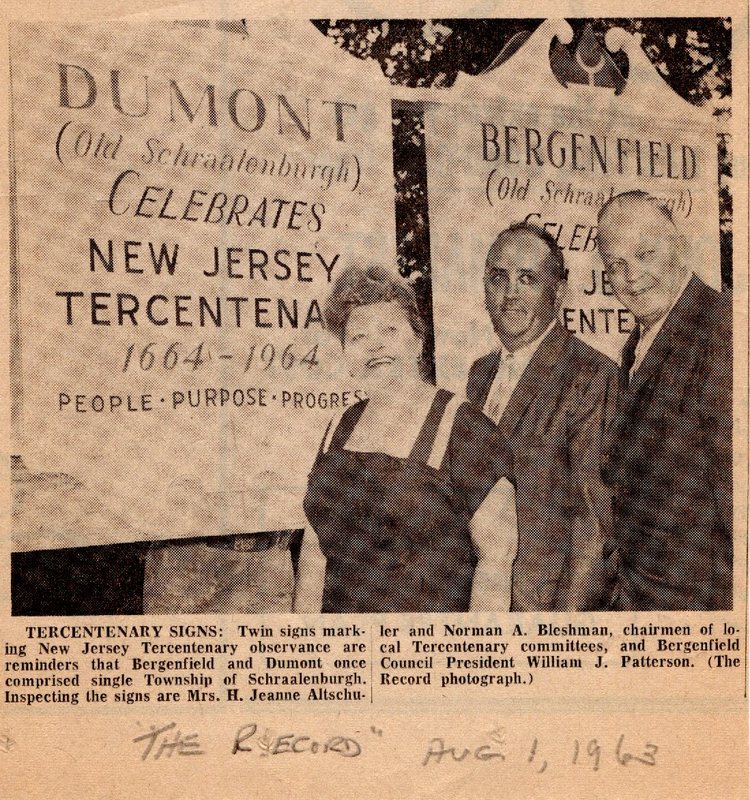 DUMONT
(Old Schraalenburgh)
CELEBRATES
NEW JERSEY
TERCENTENA
1664-1964
PEOPLE · PURPOSE · PROGRES
BERGENFIELD
(Old Schraal gh)
CELEB
JE
ENTE
TERCENTENARY SIGNS: Twin signs mark-
ing New Jersey Tercentenary observance are
reminders that Bergenfield and Dumont once
comprised single Township of Schraalenburgh.
Inspecting the signs are Mrs. H. Jeanne Altschu-
ler and Norman A. Bleshman, chairmen of lo-
cal Tercentenary committees, and Bergenfield
Council President William J. Patterson. (The
Record photograph.)
"THE RECORD" AUG 1, 1963